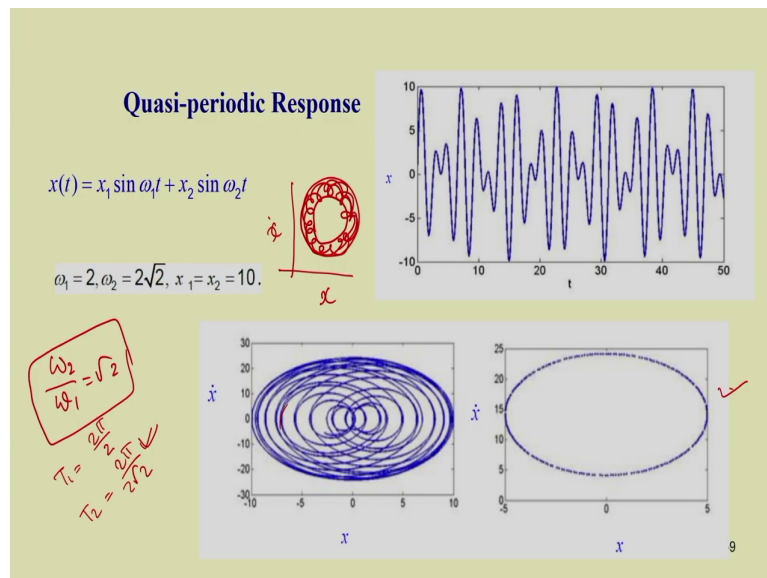 Quasi-periodic Response
x(t) = x₁ sin ω₁t + x₂ sin ω₂t
ω₁ = 2, ω₂ = 2√2, x ₁= x₂ = 10.
ω₂/ω₁ = √2
T₁ = 2π/2
T₂ = 2π/2√2
ẋ
x
10
5
x
0
-5
-10
0 10 20 30 40 50
t
30
20
ẋ
10
0
-10
-20
-30
-10 -5 0 5 10
x
25
20
ẋ
15
10
5
0
-5 0 5
x
9